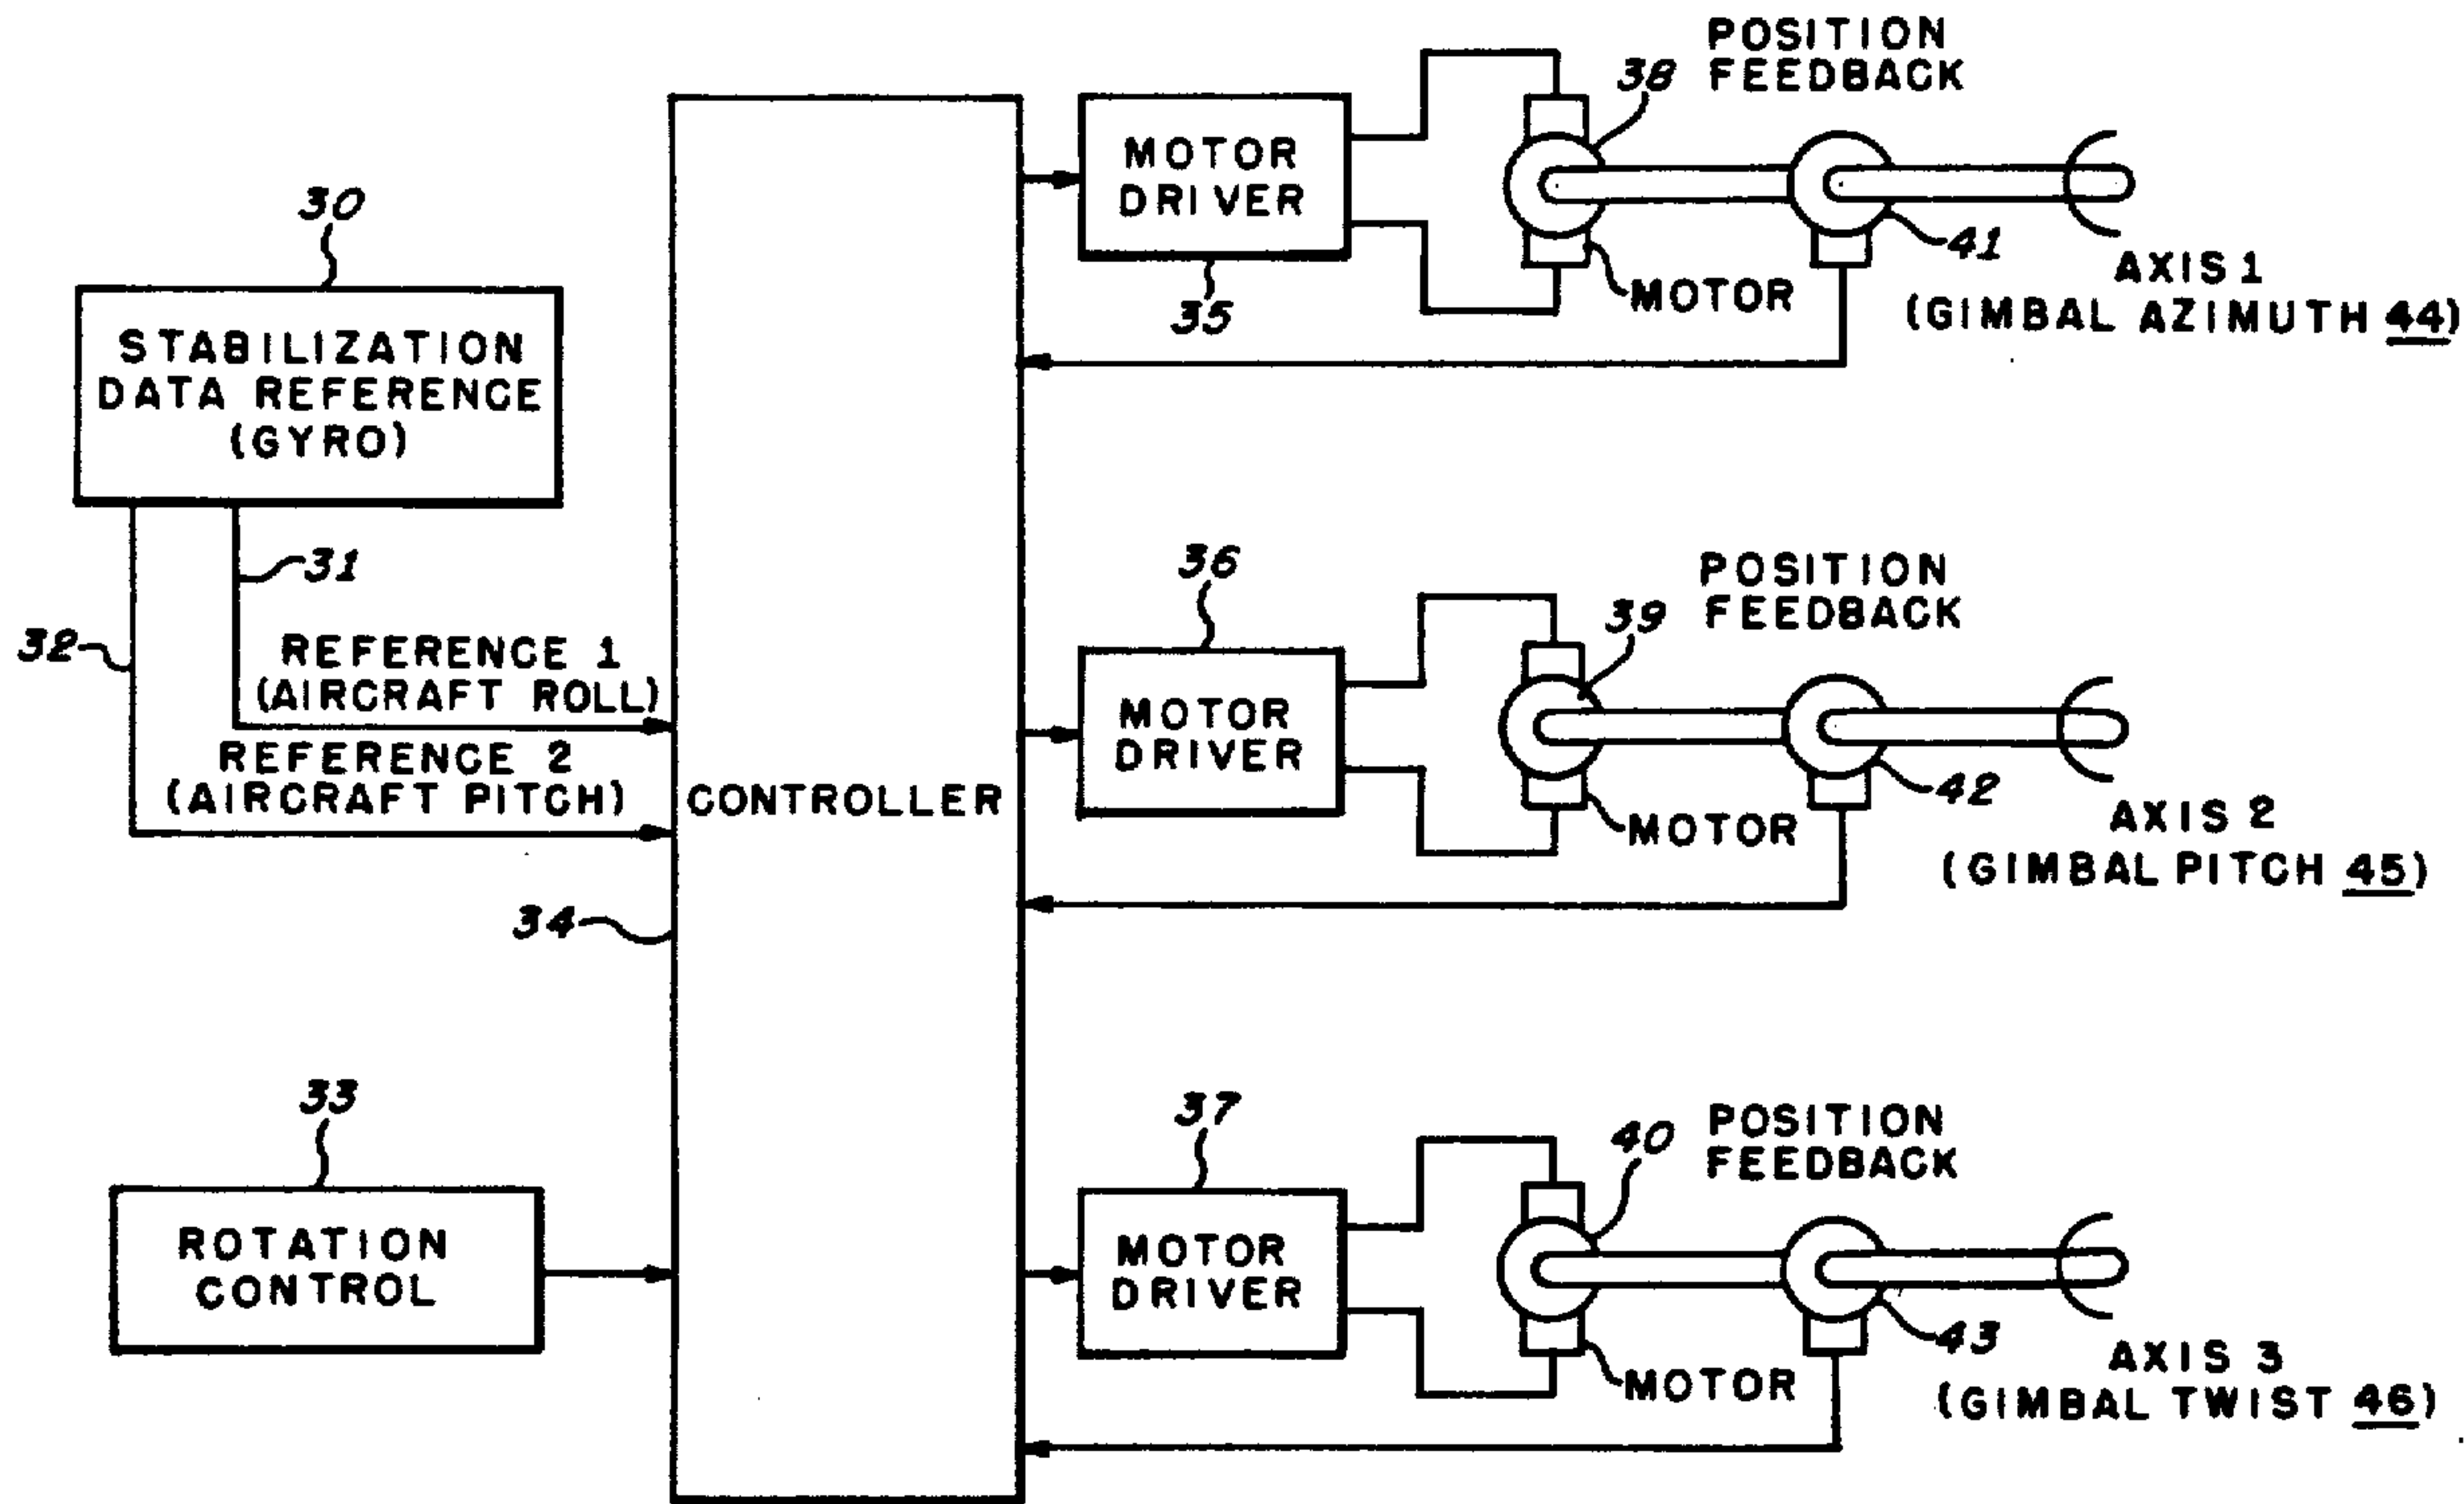 POSITION
FEEDBACK
38
MOTOR
DRIVER
35
MOTOR
41
AXIS 1
(GIMBAL AZIMUTH 44)
30
STABILIZATION
DATA REFERENCE
(GYRO)
31
32
REFERENCE 1
(AIRCRAFT ROLL)
REFERENCE 2
(AIRCRAFT PITCH)
CONTROLLER
34
36
MOTOR
DRIVER
39
POSITION
FEEDBACK
MOTOR
42
AXIS 2
(GIMBAL PITCH 45)
33
ROTATION
CONTROL
37
MOTOR
DRIVER
40
POSITION
FEEDBACK
MOTOR
43
AXIS 3
(GIMBAL TWIST 46)